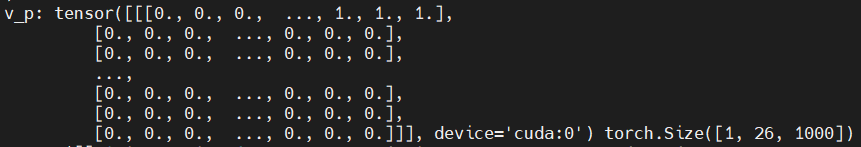 v_p: tensor([[[0., 0., 0.,  ..., 1., 1., 1.],
         [0., 0., 0.,  ..., 0., 0., 0.],
         [0., 0., 0.,  ..., 0., 0., 0.],
         ...,
         [0., 0., 0.,  ..., 0., 0., 0.],
         [0., 0., 0.,  ..., 0., 0., 0.],
         [0., 0., 0.,  ..., 0., 0., 0.]]], device='cuda:0') torch.Size([1, 26, 1000])